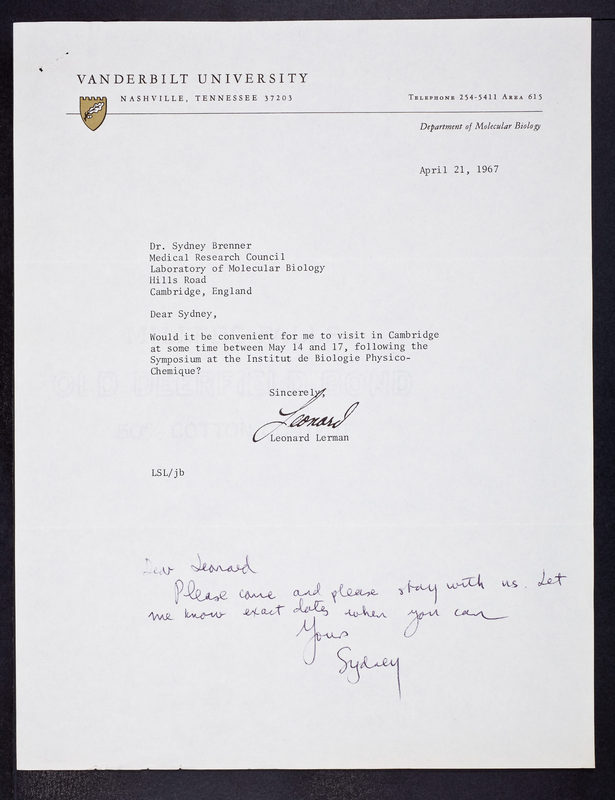 VANDERBILT UNIVERSITY
NASHVILLE, TENNESSEE 37203
TELEPHONE 254-5411 AREA 615
Department of Molecular Biology
April 21, 1967
Dr. Sydney Brenner
Medical Research Council
Laboratory of Molecular Biology
Hills Road
Cambridge, England
Dear Sydney,
Would it be convenient for me to visit in Cambridge
at some time between May 14 and 17, following the
Symposium at the Institut de Biologie Physico-
Chemique?
Sincerely,
Leonard
Leonard Lerman
LSL/jb
Dear Leonard
Please come and please stay with us. Let
me know exact dates when you can
Yours
Sydney